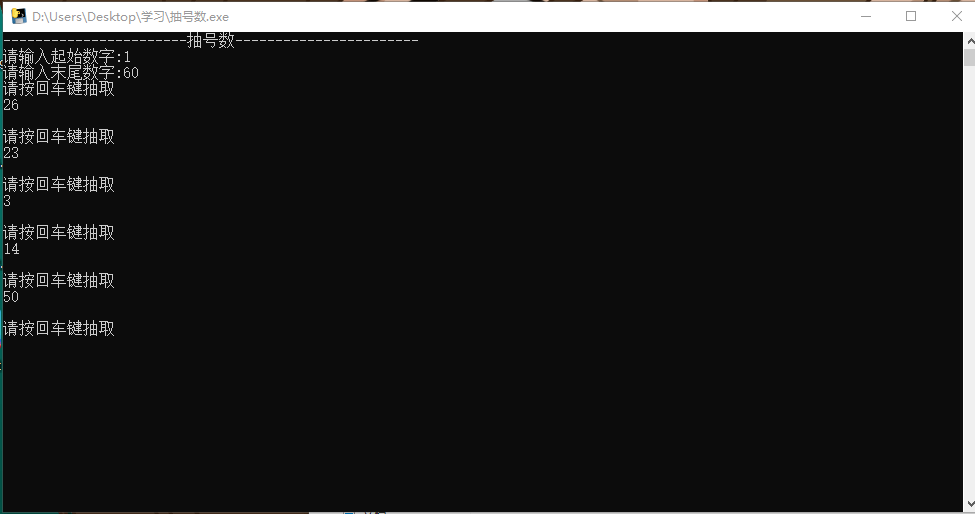 D:\Users\Desktop\学习\抽号数.exe
-----------------------抽号数-----------------------
请输入起始数字:1
请输入末尾数字:60
请按回车键抽取
26
请按回车键抽取
23
请按回车键抽取
3
请按回车键抽取
14
请按回车键抽取
50
请按回车键抽取